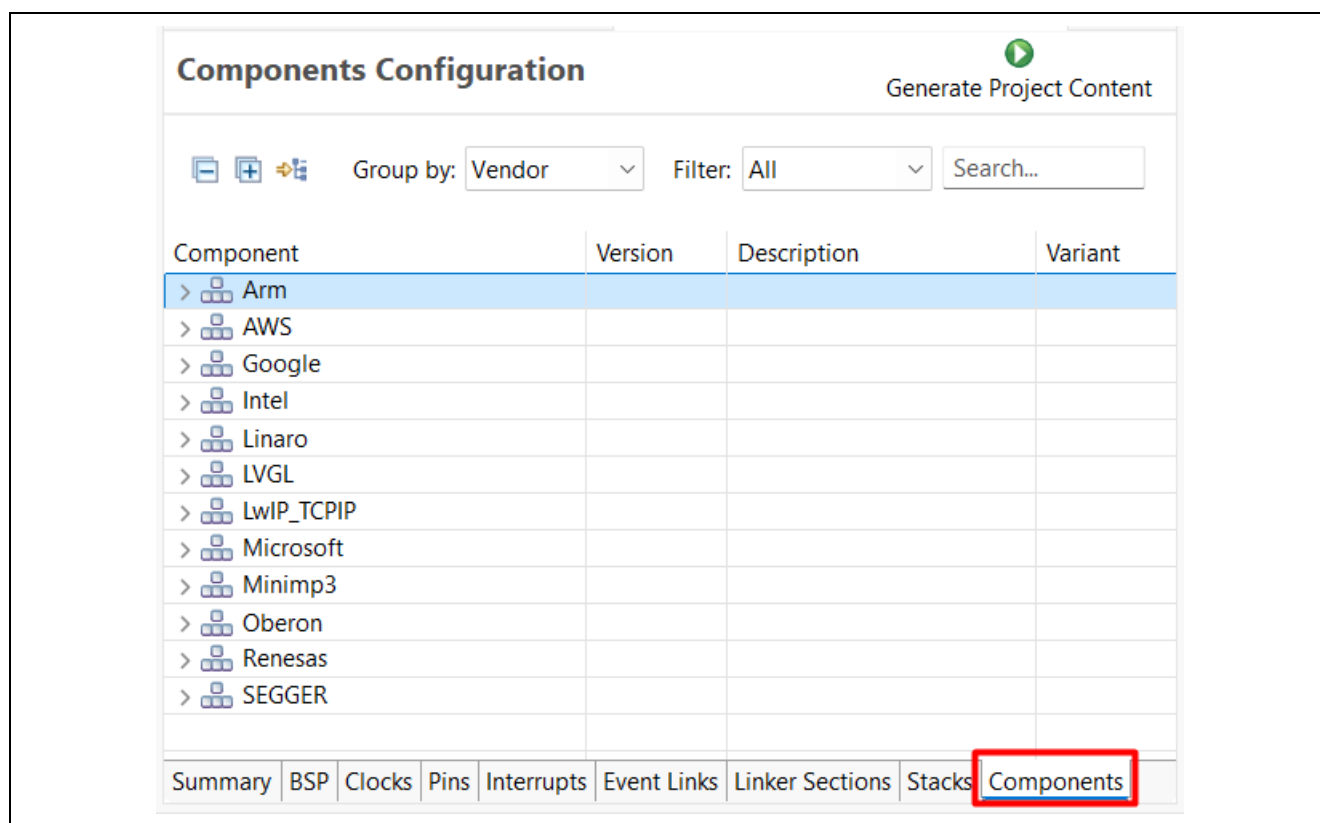 Components Configuration
Generate Project Content
Group by: Vendor Filter: All Search...
Component Version Description Variant
Arm
AWS
Google
Intel
Linaro
LVGL
LwIP_TCPIP
Microsoft
Minimp3
Oberon
Renesas
SEGGER
Summary BSP Clocks Pins Interrupts Event Links Linker Sections Stacks Components